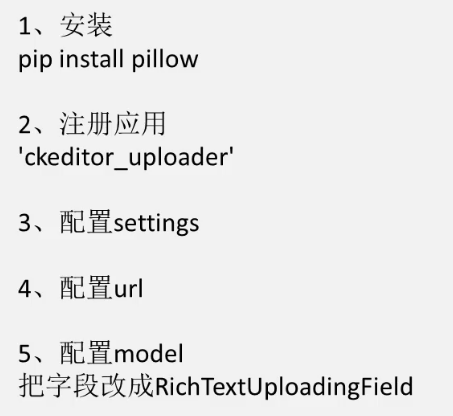 1、安装
pip install pillow
2、注册应用
'ckeditor_uploader'
3、配置settings
4、配置url
5、配置model
把字段改成RichTextUploadingField